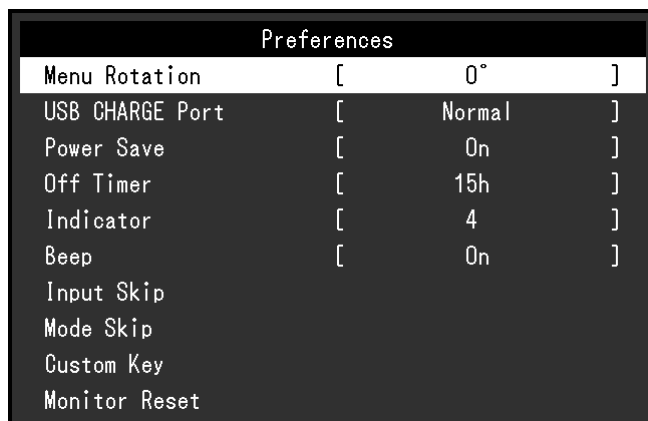 Preferences
Menu Rotation [ 0° ]
USB CHARGE Port [ Normal ]
Power Save [ On ]
Off Timer [ 15h ]
Indicator [ 4 ]
Beep [ On ]
Input Skip
Mode Skip
Custom Key
Monitor Reset